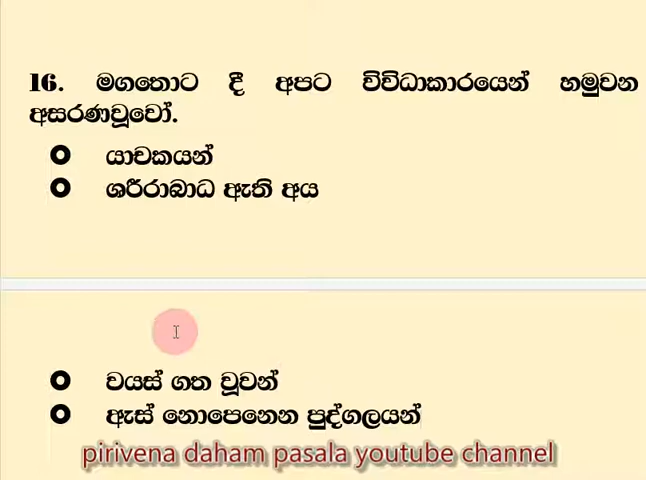 16. මගතොට දී අපට විවිධාකාරයෙන් හමුවන
අසරණවූවෝ.
යාචකයන්
ශරීරාබාධ ඇති අය
වයස් ගත වූවන්
ඇස් නොපෙනෙන පුද්ගලයන්
pirivena daham pasala youtube channel